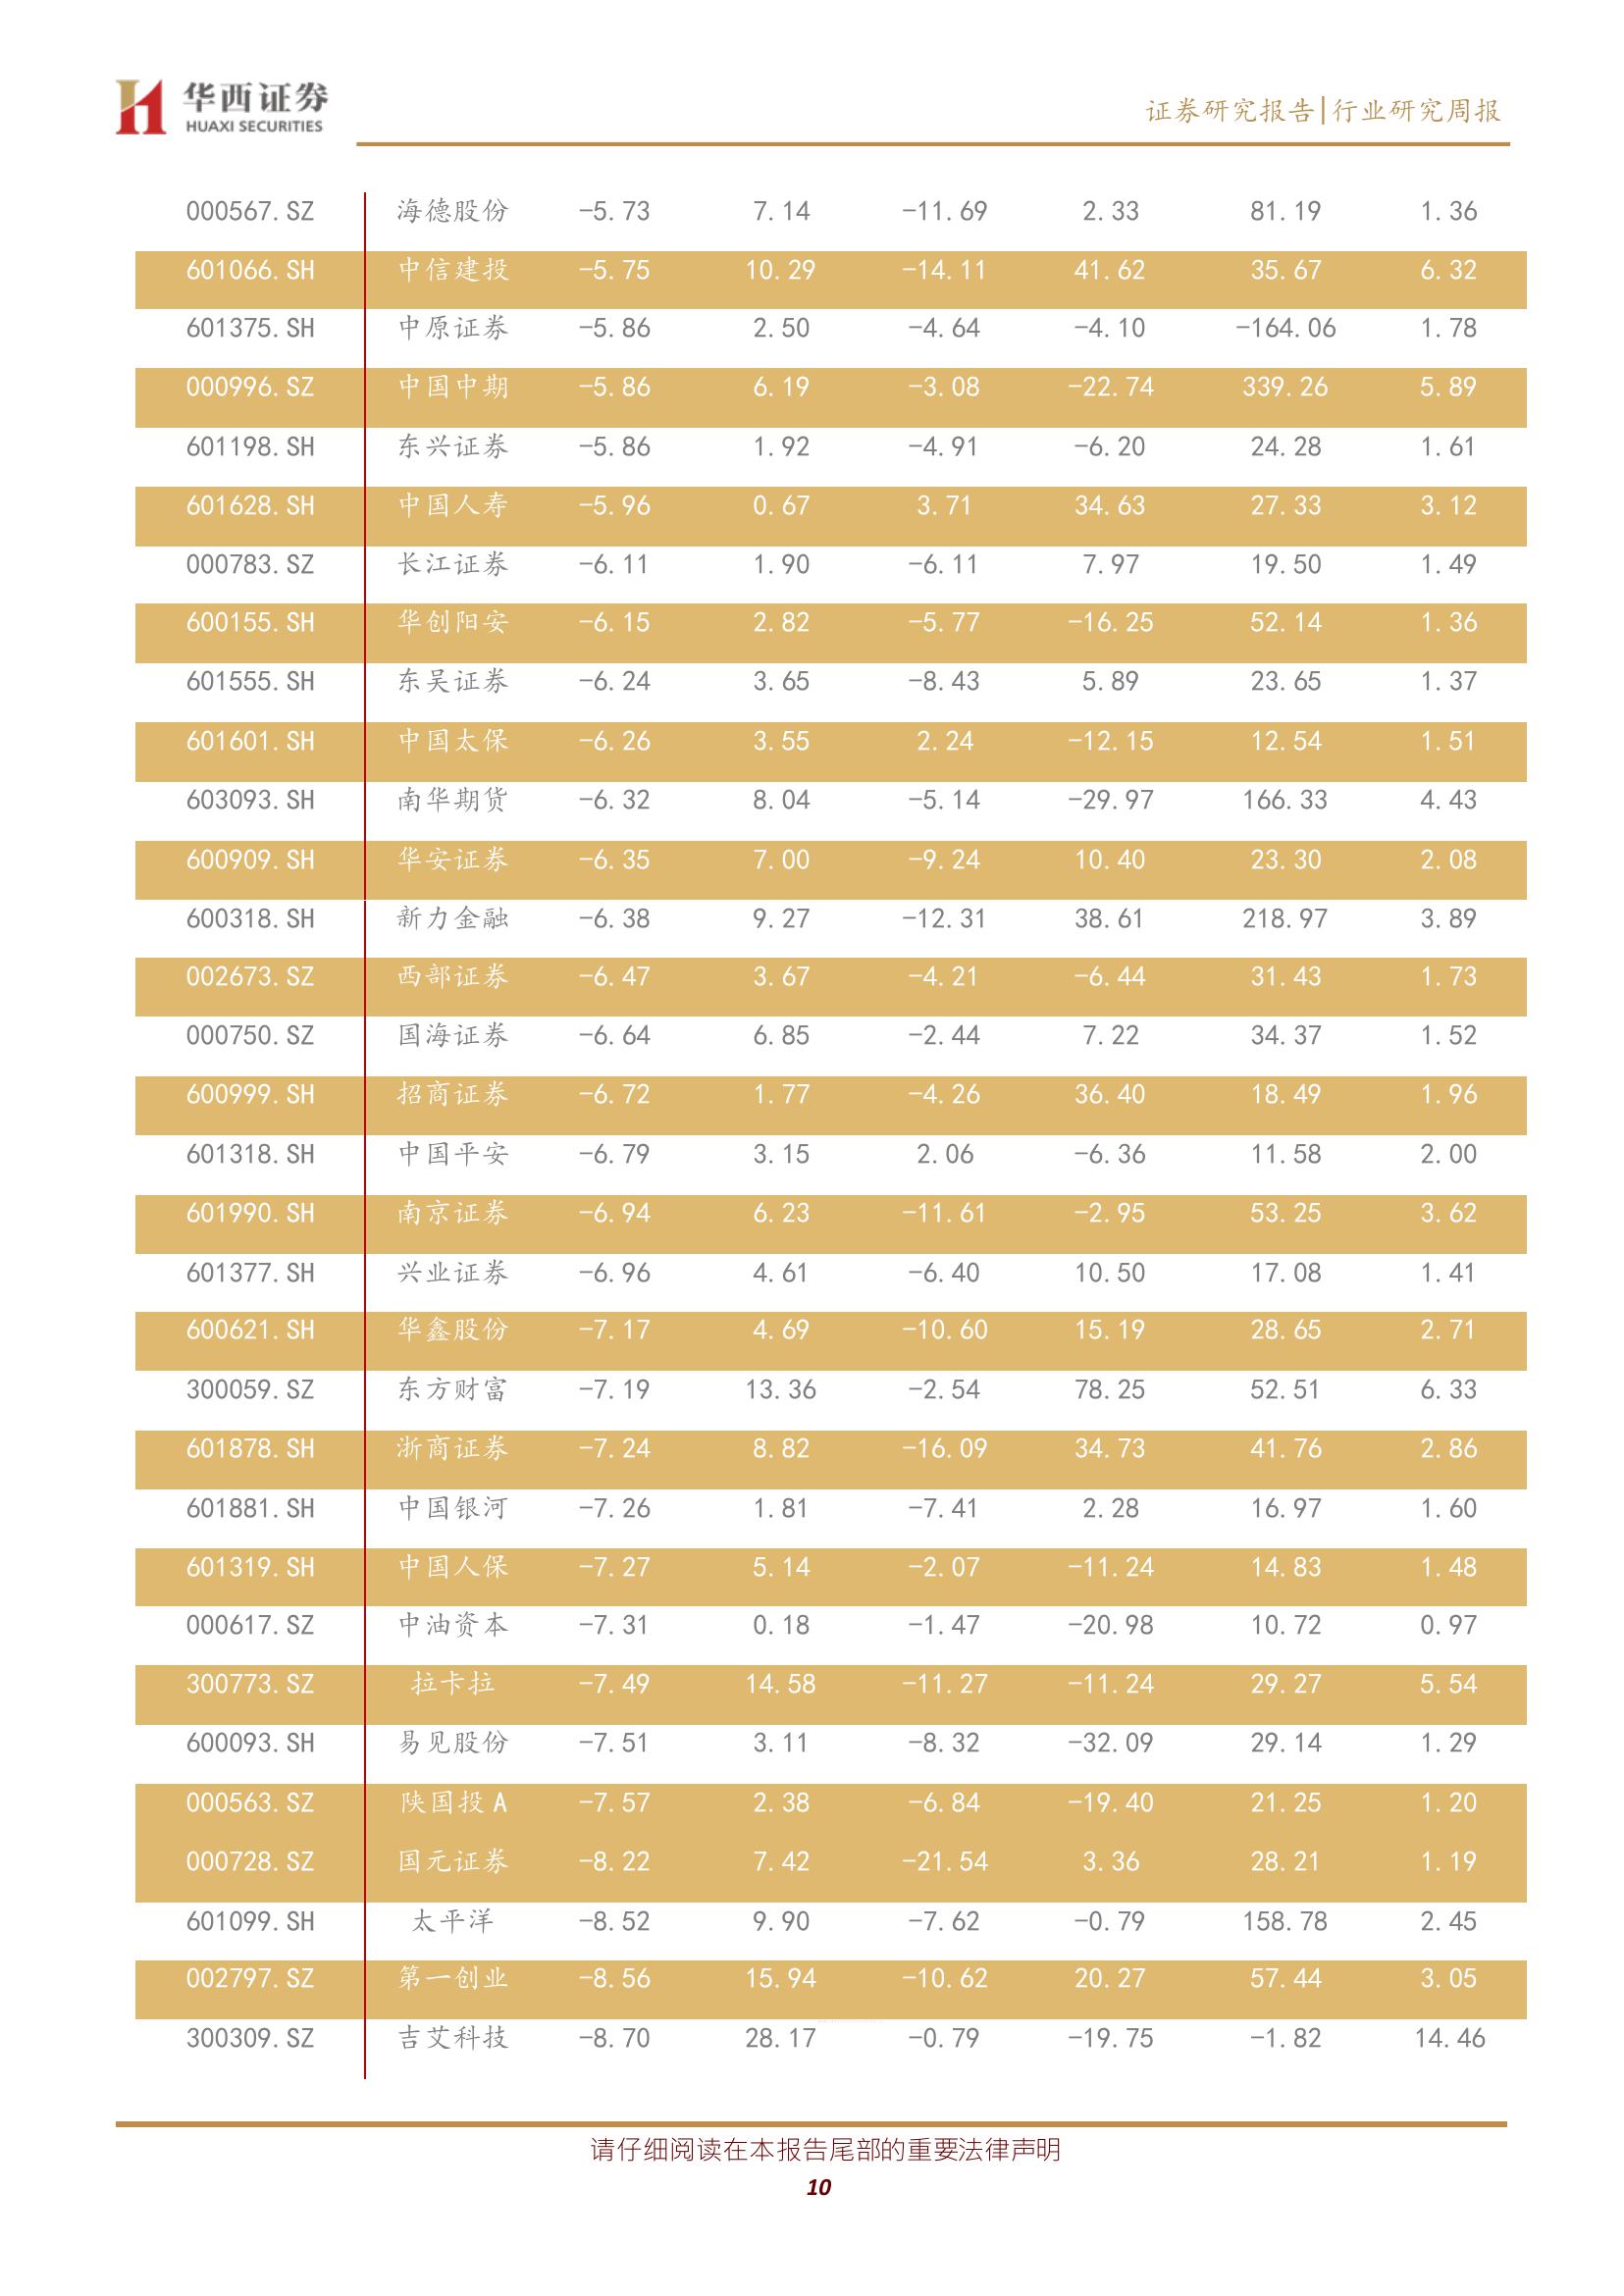 华西证券
HUAXI SECURITIES
证券研究报告|行业研究周报
000567.SZ 海德股份 -5.73 7.14 -11.69 2.33 81.19 1.36
601066.SH 中信建投 -5.75 10.29 -14.11 41.62 35.67 6.32
601375.SH 中原证券 -5.86 2.50 -4.64 -4.10 -164.06 1.78
000996.SZ 中国中期 -5.86 6.19 -3.08 -22.74 339.26 5.89
601198.SH 东兴证券 -5.86 1.92 -4.91 -6.20 24.28 1.61
601628.SH 中国人寿 -5.96 0.67 3.71 34.63 27.33 3.12
000783.SZ 长江证券 -6.11 1.90 -6.11 7.97 19.50 1.49
600155.SH 华创阳安 -6.15 2.82 -5.77 -16.25 52.14 1.36
601555.SH 东吴证券 -6.24 3.65 -8.43 5.89 23.65 1.37
601601.SH 中国太保 -6.26 3.55 2.24 -12.15 12.54 1.51
603093.SH 南华期货 -6.32 8.04 -5.14 -29.97 166.33 4.43
600909.SH 华安证券 -6.35 7.00 -9.24 10.40 23.30 2.08
600318.SH 新力金融 -6.38 9.27 -12.31 38.61 218.97 3.89
002673.SZ 西部证券 -6.47 3.67 -4.21 -6.44 31.43 1.73
000750.SZ 国海证券 -6.64 6.85 -2.44 7.22 34.37 1.52
600999.SH 招商证券 -6.72 1.77 -4.26 36.40 18.49 1.96
601318.SH 中国平安 -6.79 3.15 2.06 -6.36 11.58 2.00
601990.SH 南京证券 -6.94 6.23 -11.61 -2.95 53.25 3.62
601377.SH 兴业证券 -6.96 4.61 -6.40 10.50 17.08 1.41
600621.SH 华鑫股份 -7.17 4.69 -10.60 15.19 28.65 2.71
300059.SZ 东方财富 -7.19 13.36 -2.54 78.25 52.51 6.33
601878.SH 浙商证券 -7.24 8.82 -16.09 34.73 41.76 2.86
601881.SH 中国银河 -7.26 1.81 -7.41 2.28 16.97 1.60
601319.SH 中国人保 -7.27 5.14 -2.07 -11.24 14.83 1.48
000617.SZ 中油资本 -7.31 0.18 -1.47 -20.98 10.72 0.97
300773.SZ 拉卡拉 -7.49 14.58 -11.27 -11.24 29.27 5.54
600093.SH 易见股份 -7.51 3.11 -8.32 -32.09 29.14 1.29
000563.SZ 陕国投A -7.57 2.38 -6.84 -19.40 21.25 1.20
000728.SZ 国元证券 -8.22 7.42 -21.54 3.36 28.21 1.19
601099.SH 太平洋 -8.52 9.90 -7.62 -0.79 158.78 2.45
002797.SZ 第一创业 -8.56 15.94 -10.62 20.27 57.44 3.05
300309.SZ 吉艾科技 -8.70 28.17 -0.79 -19.75 -1.82 14.46
请仔细阅读在本报告尾部的重要法律声明
10